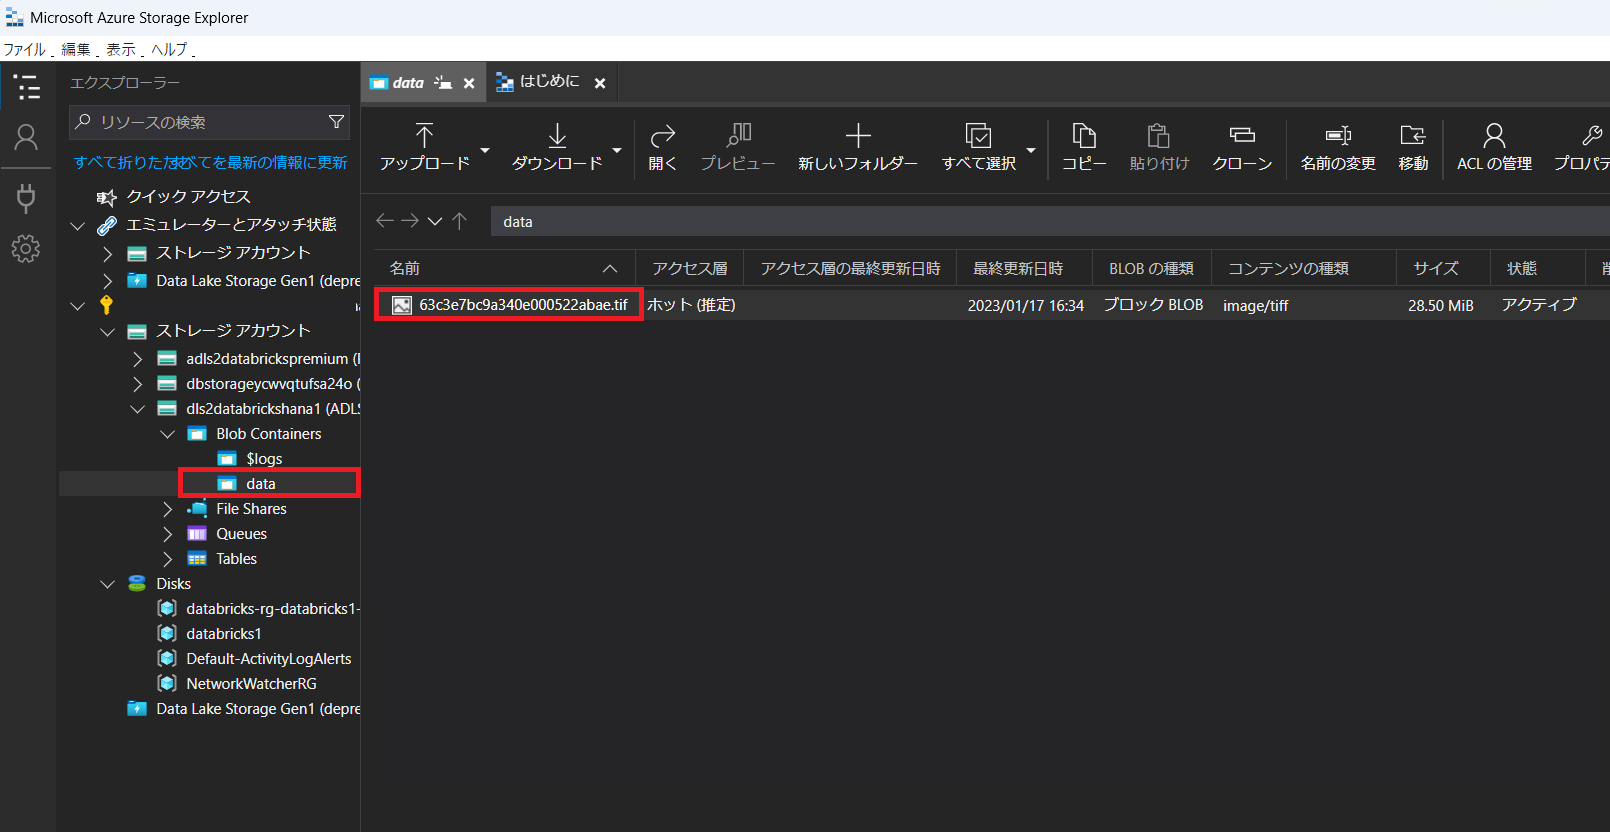 Microsoft Azure Storage Explorer
ファイル 編集 表示 ヘルプ
エクスプローラー
リソースの検索
すべて折りたたむ すべてを最新の情報に更新
クイック アクセス
エミュレーターとアタッチ状態
ストレージ アカウント
Data Lake Storage Gen1 (depre
ストレージ アカウント
adls2databrickspremium (
dbstorageycwvqtufsa24o (
dls2databrickshana1 (ADLS
Blob Containers
$logs
data
File Shares
Queues
Tables
Disks
databricks-rg-databricks1-
databricks1
Default-ActivityLogAlerts
NetworkWatcherRG
Data Lake Storage Gen1 (depre
data はじめに
アップロード ダウンロード 開く プレビュー 新しいフォルダー すべて選択 コピー 貼り付け クローン 名前の変更 移動 ACL の管理 プロパテ
data
名前 アクセス層 アクセス層の最終更新日時 最終更新日時 BLOB の種類 コンテンツの種類 サイズ 状態 削
63c3e7bc9a340e000522abae.tif ホット (推定) 2023/01/17 16:34 ブロック BLOB image/tiff 28.50 MiB アクティブ